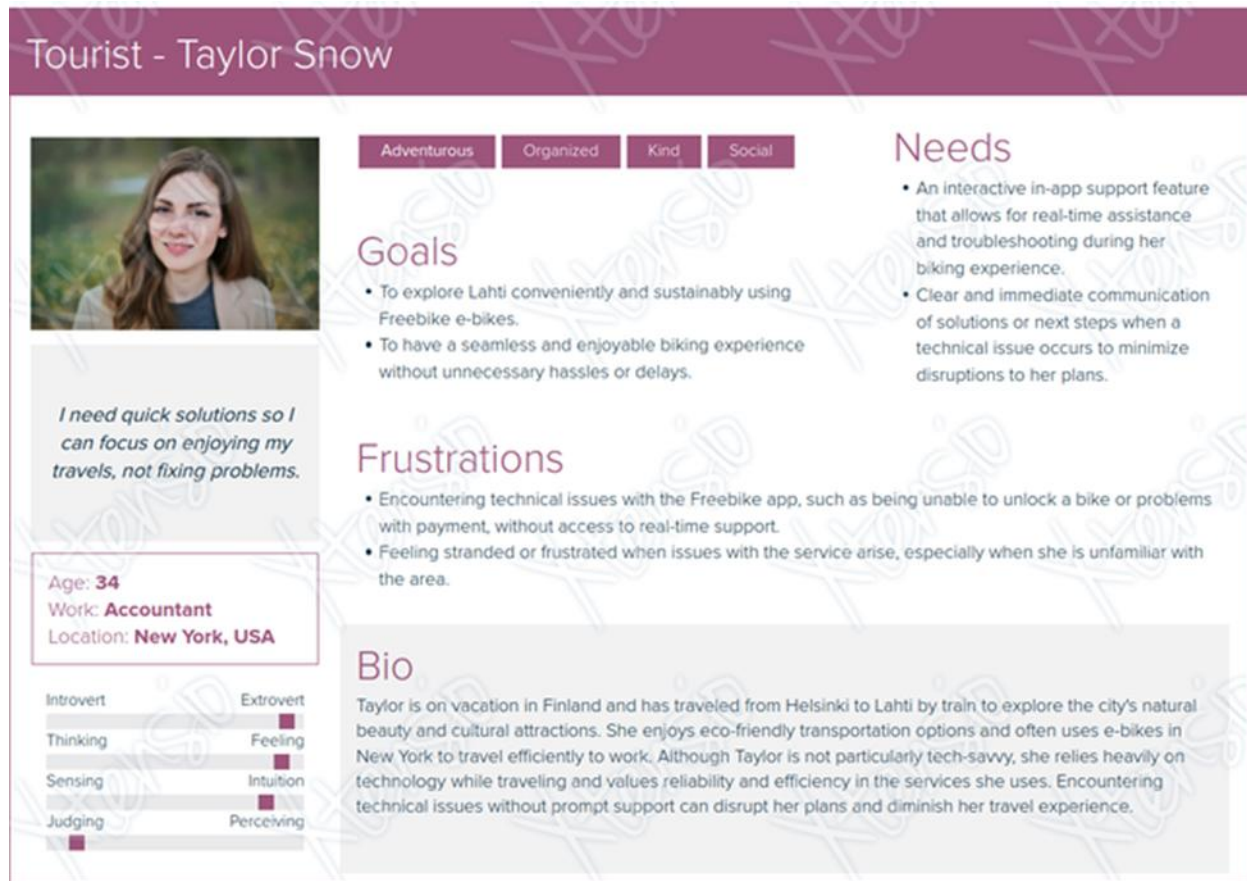 Tourist - Taylor Snow
Adventurous
Organized
Kind
Social
Goals
• To explore Lahti conveniently and sustainably using
Freebike e-bikes.
• To have a seamless and enjoyable biking experience
without unnecessary hassles or delays.
Needs
• An interactive in-app support feature
that allows for real-time assistance
and troubleshooting during her
biking experience.
• Clear and immediate communication
of solutions or next steps when a
technical issue occurs to minimize
disruptions to her plans.
I need quick solutions so I
can focus on enjoying my
travels, not fixing problems.
Frustrations
• Encountering technical issues with the Freebike app, such as being unable to unlock a bike or problems
with payment, without access to real-time support.
• Feeling stranded or frustrated when issues with the service arise, especially when she is unfamiliar with
the area.
Age: 34
Work: Accountant
Location: New York, USA
Introvert Extrovert
Thinking Feeling
Sensing Intuition
Judging Perceiving
Bio
Taylor is on vacation in Finland and has traveled from Helsinki to Lahti by train to explore the city's natural
beauty and cultural attractions. She enjoys eco-friendly transportation options and often uses e-bikes in
New York to travel efficiently to work. Although Taylor is not particularly tech-savvy, she relies heavily on
technology while traveling and values reliability and efficiency in the services she uses. Encountering
technical issues without prompt support can disrupt her plans and diminish her travel experience.
Xtensio